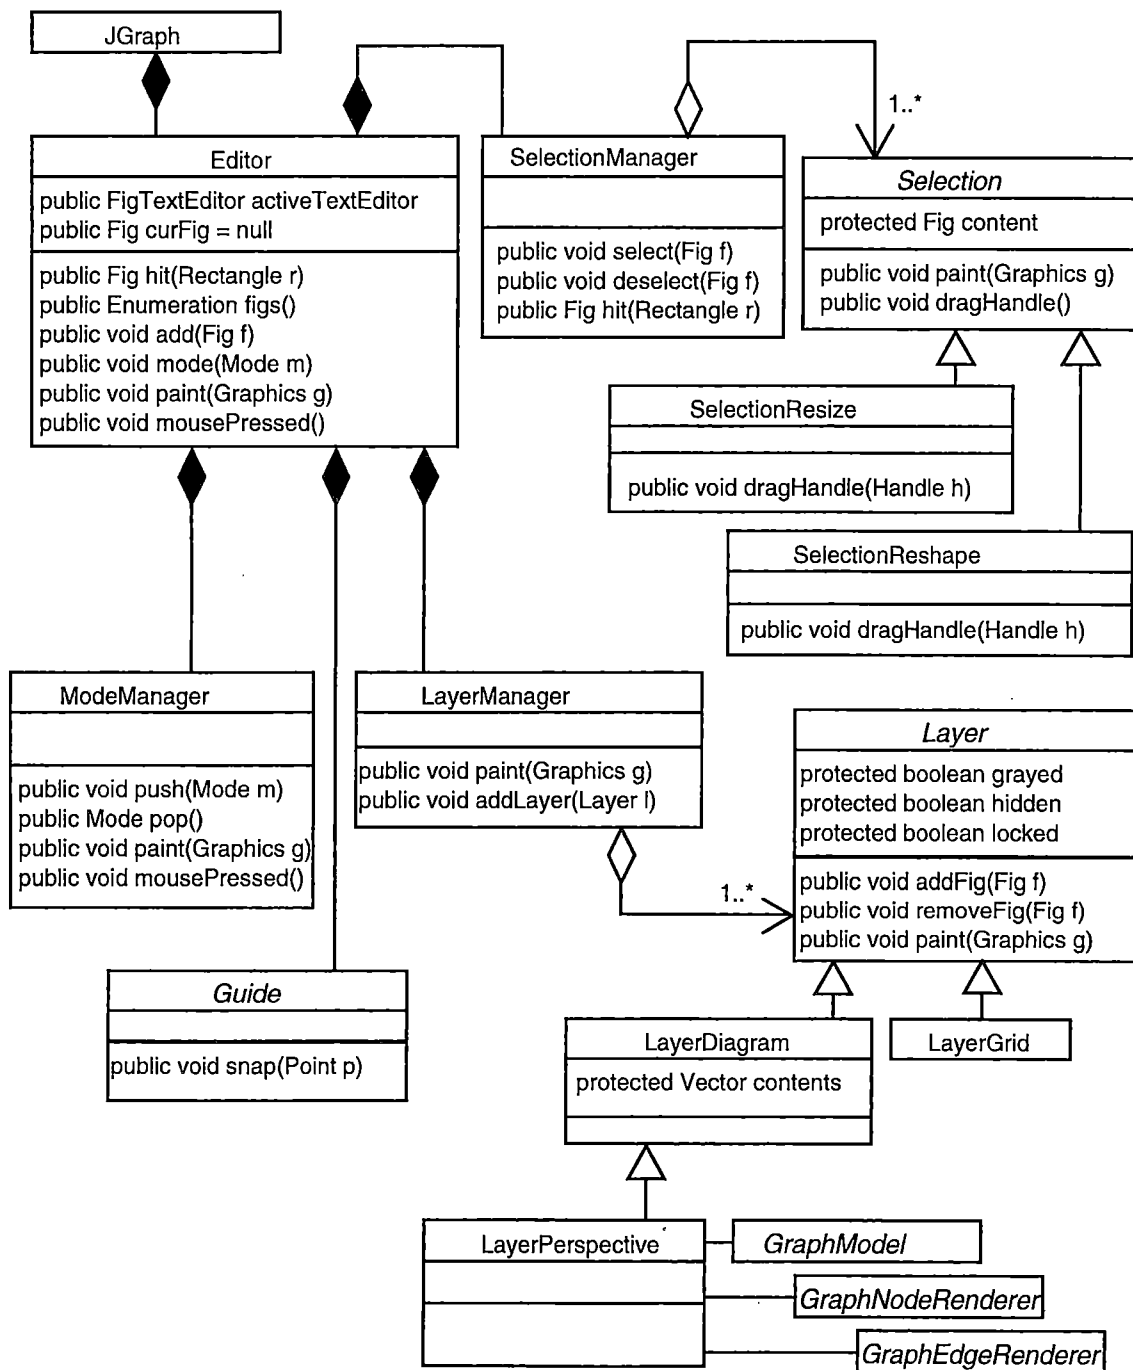 JGraph
Editor
public FigTextEditor activeTextEditor
public Fig curFig = null
public Fig hit(Rectangle r)
public Enumeration figs()
public void add(Fig f)
public void mode(Mode m)
public void paint(Graphics g)
public void mousePressed()
SelectionManager
public void select(Fig f)
public void deselect(Fig f)
public Fig hit(Rectangle r)
1..*
Selection
protected Fig content
public void paint(Graphics g)
public void dragHandle()
SelectionResize
public void dragHandle(Handle h)
SelectionReshape
public void dragHandle(Handle h)
ModeManager
public void push(Mode m)
public Mode pop()
public void paint(Graphics g)
public void mousePressed()
LayerManager
public void paint(Graphics g)
public void addLayer(Layer l)
1..*
Layer
protected boolean grayed
protected boolean hidden
protected boolean locked
public void addFig(Fig f)
public void removeFig(Fig f)
public void paint(Graphics g)
Guide
public void snap(Point p)
LayerDiagram
protected Vector contents
LayerGrid
LayerPerspective
GraphModel
GraphNodeRenderer
GraphEdgeRenderer